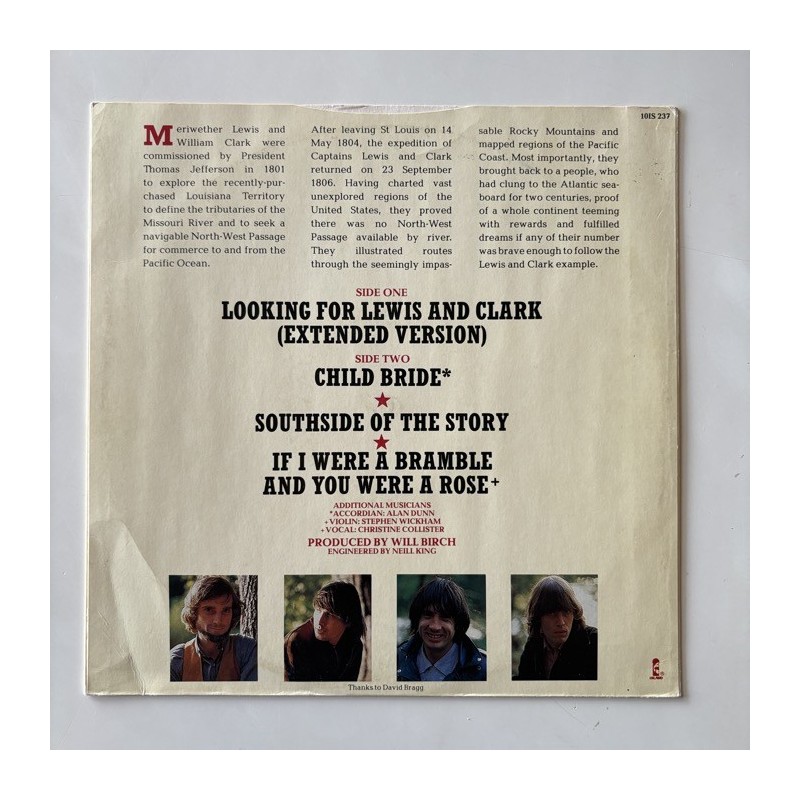 10IS 237
Meriwether Lewis and
William Clark were
commissioned by President
Thomas Jefferson in 1801
to explore the recently-pur-
chased Louisiana Territory
to define the tributaries of the
Missouri River and to seek a
navigable North-West Passage
for commerce to and from the
Pacific Ocean.
After leaving St Louis on 14
May 1804, the expedition of
Captains Lewis and Clark
returned on 23 September
1806. Having charted vast
unexplored regions of the
United States, they proved
there was no North-West
Passage available by river.
They illustrated routes
through the seemingly impas-
sable Rocky Mountains and
mapped regions of the Pacific
Coast. Most importantly, they
brought back to a people, who
had clung to the Atlantic sea-
board for two centuries, proof
of a whole continent teeming
with rewards and fulfilled
dreams if any of their number
was brave enough to follow the
Lewis and Clark example.
SIDE ONE
LOOKING FOR LEWIS AND CLARK
(EXTENDED VERSION)
SIDE TWO
CHILD BRIDE*
SOUTHSIDE OF THE STORY
IF I WERE A BRAMBLE
AND YOU WERE A ROSE+
ADDITIONAL MUSICIANS
*ACCORDIAN: ALAN DUNN
+VIOLIN: STEPHEN WICKHAM
+VOCAL: CHRISTINE COLLISTER
PRODUCED BY WILL BIRCH
ENGINEERED BY NEILL KING
Thanks to David Bragg
ISLAND